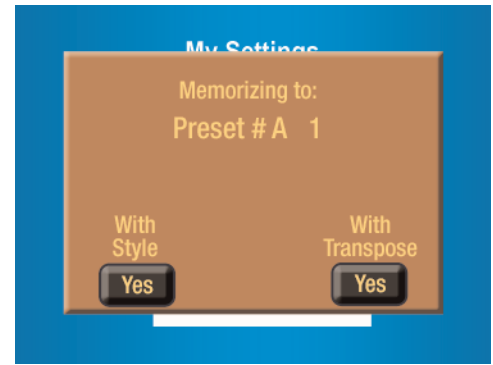 My Settings
Memorizing to:
Preset # A 1
With
Style
Yes
With
Transpose
Yes